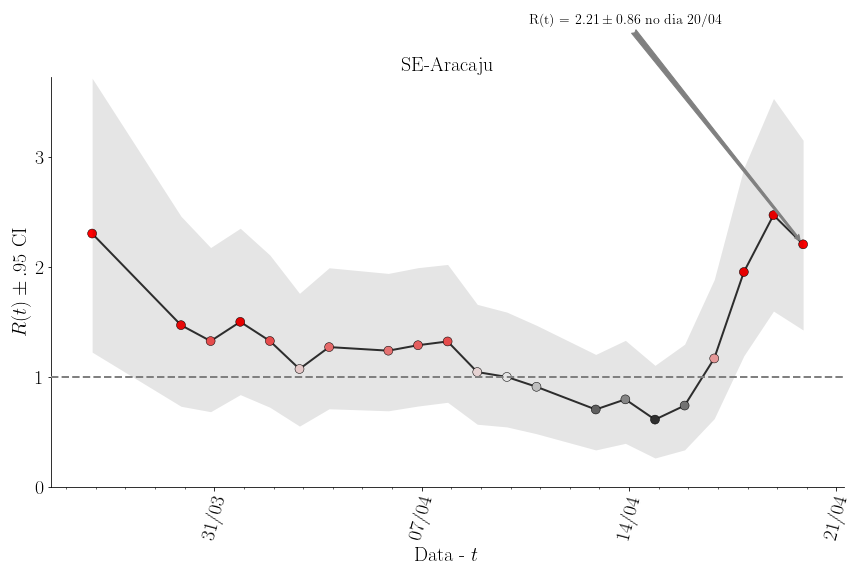 R(t) = 2.21±0.86 no dia 20/04
SE-Aracaju
R(t) ± .95 CI
3
2
1
0
31/03
07/04
14/04
21/04
Data - t